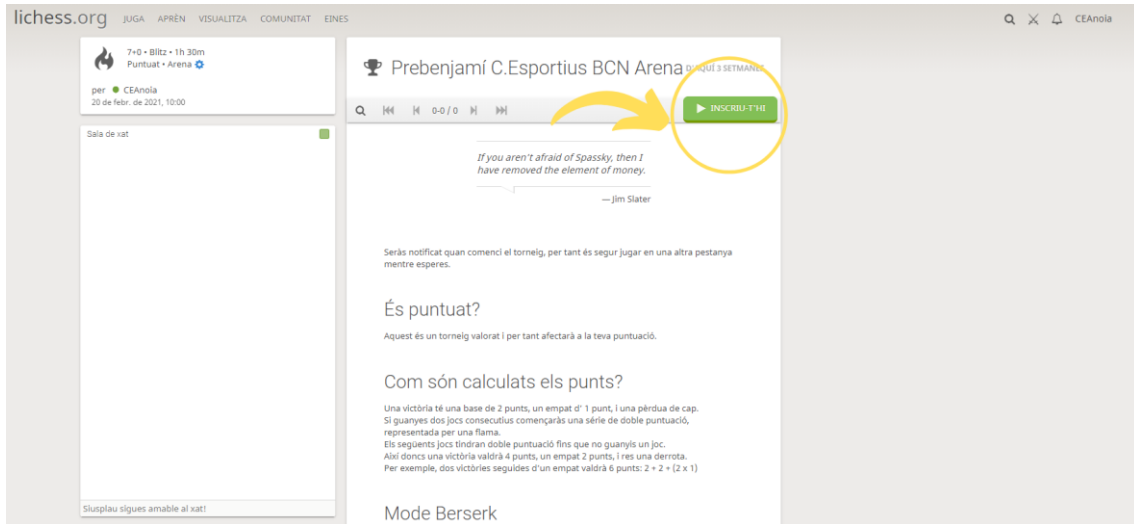 lichess.org JUGA APRÈN VISUALITZA COMUNITAT EINES CEAnoia
7+0 • Blitz • 1h 30m
Puntuat • Arena
per CEAnoia
20 de febr. de 2021, 10:00
Sala de xat
Siusplau sigues amable al xat!
Prebenjamí C.Esportius BCN Arena D'AQUÍ 3 SETMANES
0-0 / 0
INSCRIU-T'HI
If you aren't afraid of Spassky, then I
have removed the element of money.
— Jim Slater
Seràs notificat quan comenci el torneig, per tant és segur jugar en una altra pestanya
mentre esperes.
És puntuat?
Aquest és un torneig valorat i per tant afectarà a la teva puntuació.
Com són calculats els punts?
Una victòria té una base de 2 punts, un empat d' 1 punt, i una pèrdua de cap.
Si guanyes dos jocs consecutius començaràs una sèrie de doble puntuació,
representada per una flama.
Els següents jocs tindran doble puntuació fins que no guanyis un joc.
Així doncs una victòria valdrà 4 punts, un empat 2 punts, i res una derrota.
Per exemple, dos victòries seguides d'un empat valdrà 6 punts: 2 + 2 + (2 x 1)
Mode Berserk